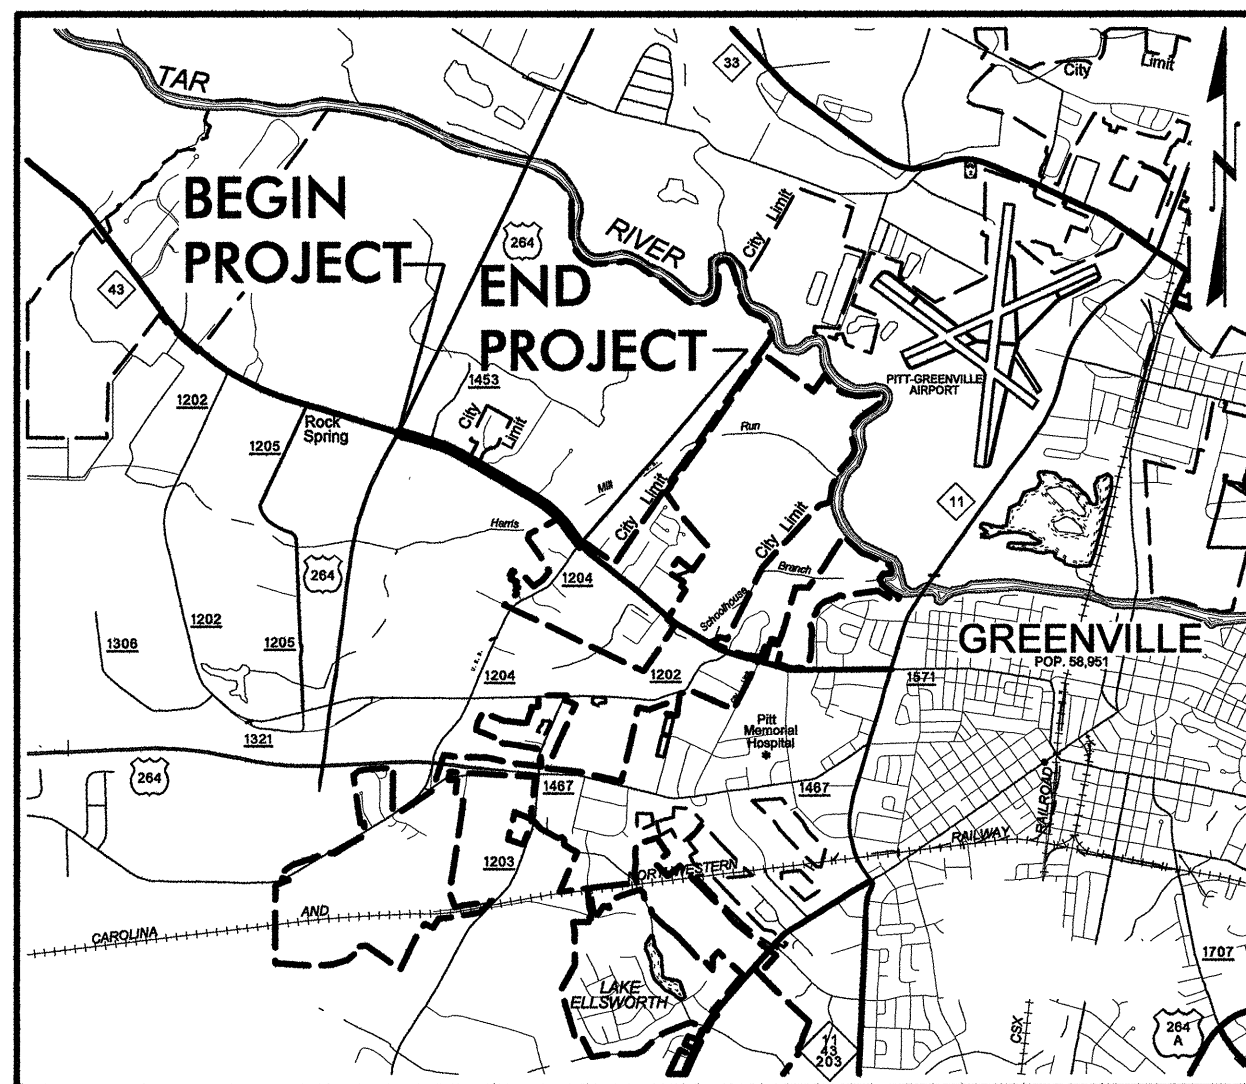 TAR
33
City
Limit
BEGIN
PROJECT
264
RIVER
City Limit
END
PROJECT
43
1453
PITT-GREENVILLE
AIRPORT
1202
City
Limit
Rock
Spring
1205
Run
Mill
City Limit
11
Harris
City Limit
264
1204
Branch
Schoolhouse
1202
1306
1205
GREENVILLE
POP. 58,951
1204
1202
1571
Pitt
Memorial
Hospital
1321
264
1467
1467
RAILROAD
RAILWAY
1203
NORTHWESTERN
AND
CAROLINA
1707
LAKE
ELLSWORTH
CSX
264
A
11
43
203